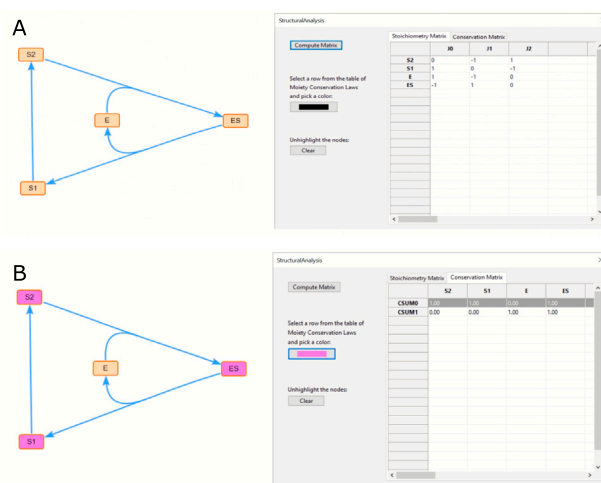 A
S2
E
ES
S1
StructuralAnalysis
Compute Matrix
Select a row from the table of
Moiety Conservation Laws
and pick a color:
Unhighlight the nodes:
Clear
Stoichiometry Matrix Conservation Matrix
J0 J1 J2
S2 0 -1 1
S1 1 0 -1
E 1 -1 0
ES -1 1 0
B
S2
E
ES
S1
StructuralAnalysis
Compute Matrix
Select a row from the table of
Moiety Conservation Laws
and pick a color:
Unhighlight the nodes:
Clear
Stoichiometry Matrix Conservation Matrix
S2 S1 E ES
CSUM0 1.00 1.00 0.00 1.00
CSUM1 0.00 0.00 1.00 1.00